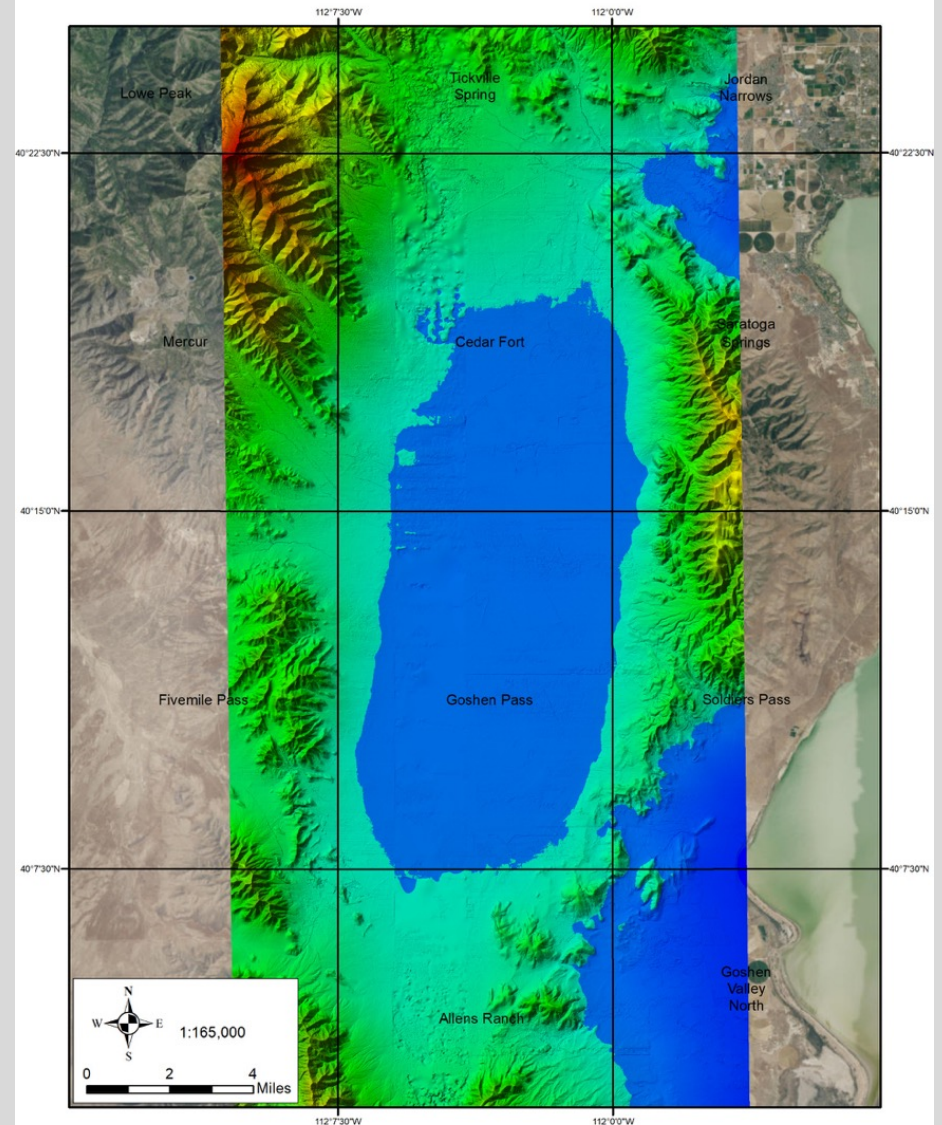 112°7'30"W
112°0'0"W
Lowe Peak
Tickville
Spring
Jordan
Narrows
40°22'30"N
40°22'30"N
Mercur
Cedar Fort
Saratoga
Springs
40°15'0"N
40°15'0"N
Fivemile Pass
Goshen Pass
Soldiers Pass
40°7'30"N
40°7'30"N
Goshen
Valley
North
Allens Ranch
N
W
E
S
1:165,000
0 2 4
Miles
112°7'30"W
112°0'0"W